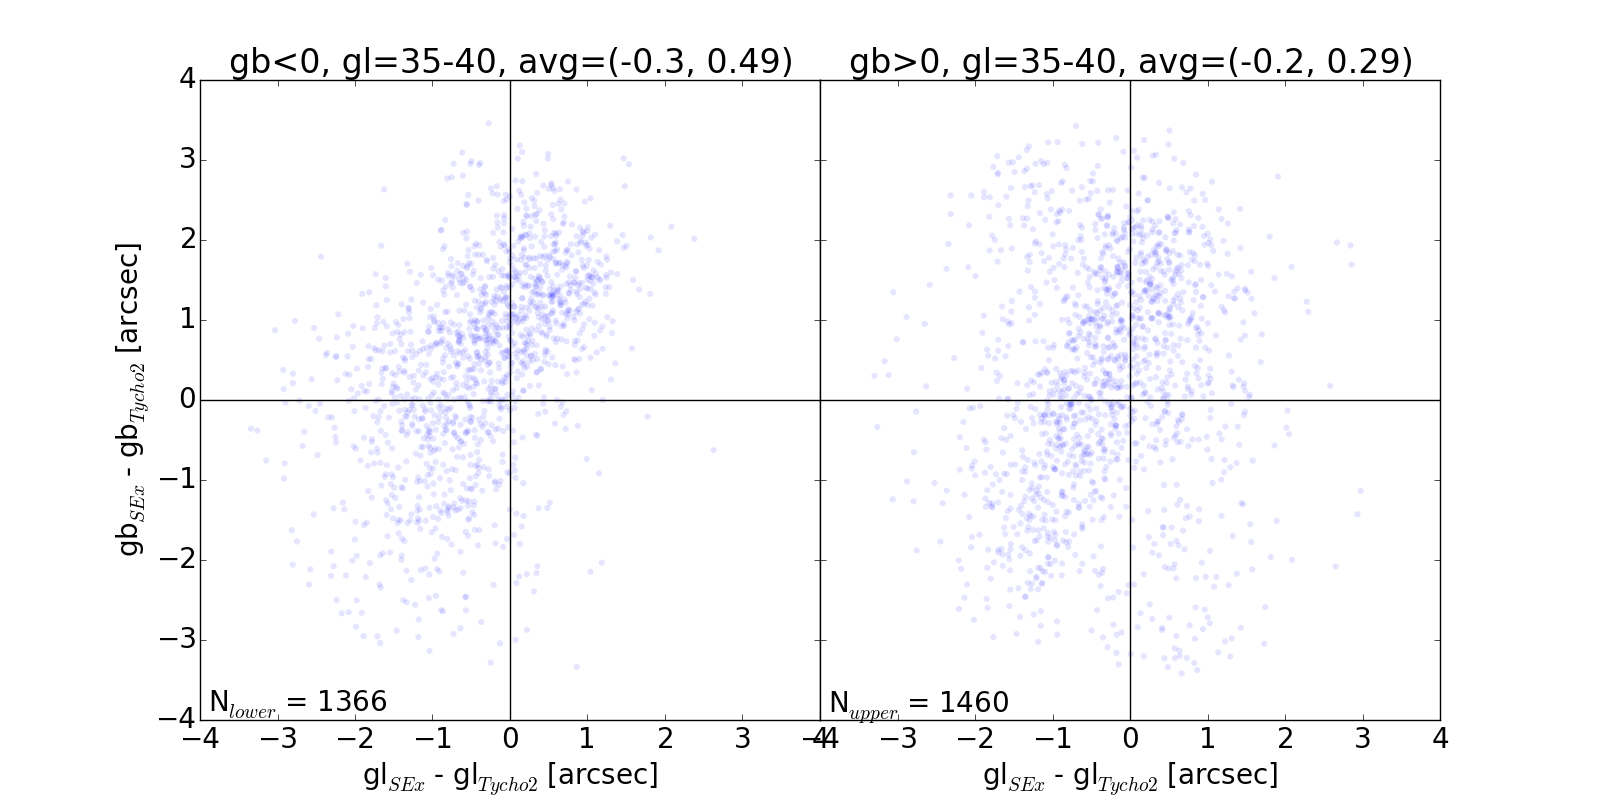 gb<0, gl=35-40, avg=(-0.3, 0.49)
gb>0, gl=35-40, avg=(-0.2, 0.29)
4
3
2
1
0
−1
−2
−3
−4
gb_SEx - gb_Tycho2 [arcsec]
N_lower = 1366
N_upper = 1460
−4 −3 −2 −1 0 1 2 3 4
−4 −3 −2 −1 0 1 2 3 4
gl_SEx - gl_Tycho2 [arcsec]
gl_SEx - gl_Tycho2 [arcsec]